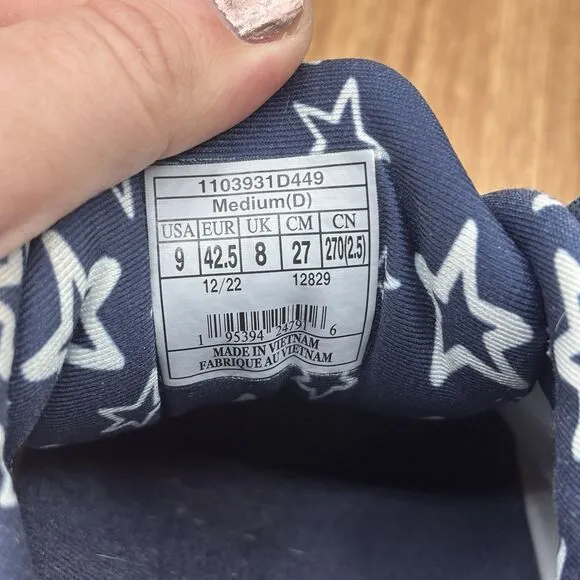 1103931D449
Medium(D)
USA EUR UK CM CN
9 42.5 8 27 270(2.5)
12/22 12829
1 95394 2479 6
MADE IN VIETNAM
FABRIQUE AU VIETNAM